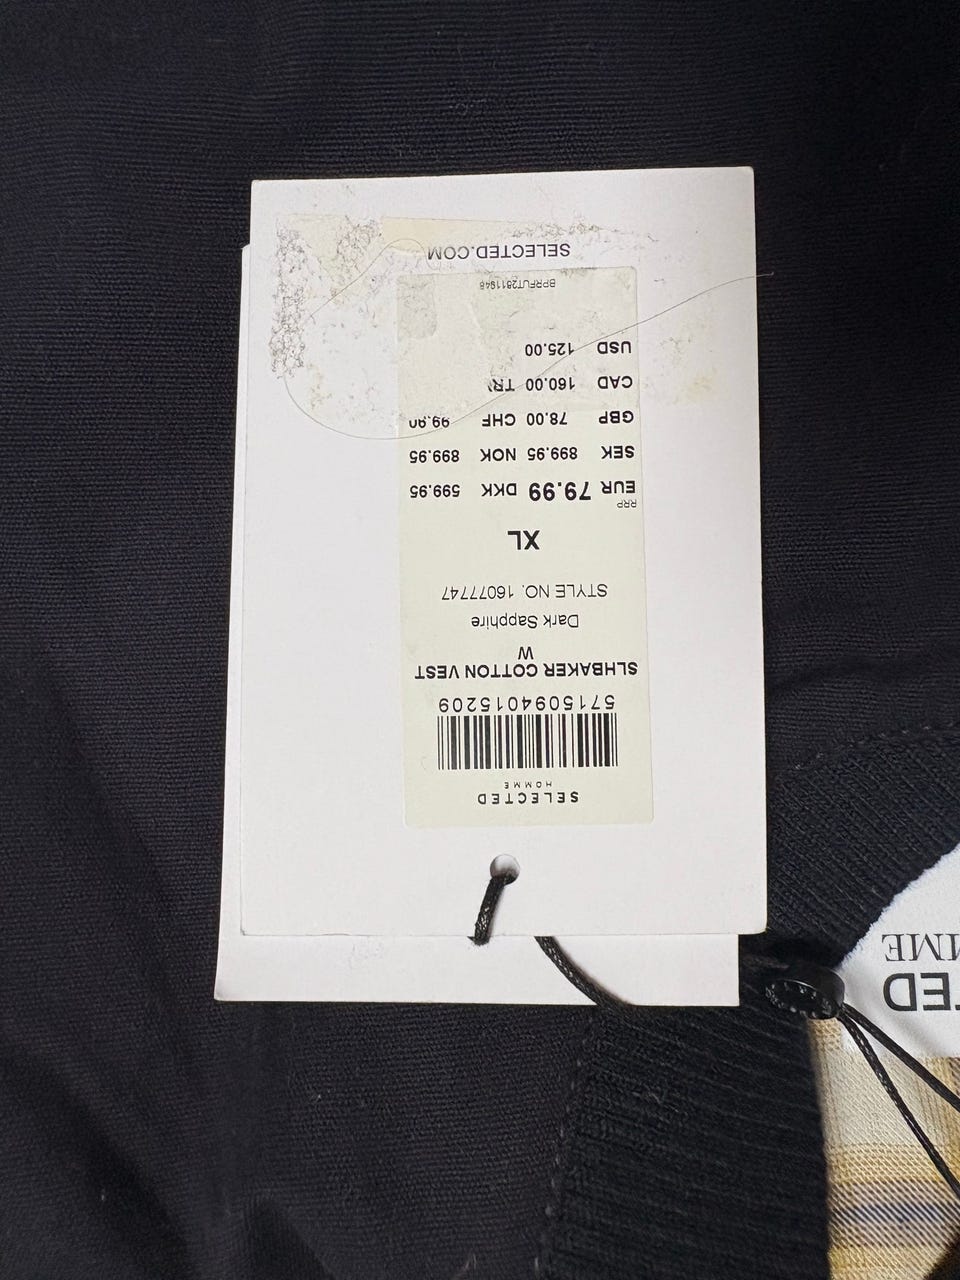 SELECTED
HOMME
5715094015209
SLHBAKER COTTON VEST
W
Dark Sapphire
STYLE NO. 16077747
XL
RRP
EUR 79.99 DKK 599.95
SEK 899.95 NOK 899.95
GBP 78.00 CHF 99.90
CAD 160.00
USD 125.00
BPRFUT2811948
SELECTED.COM